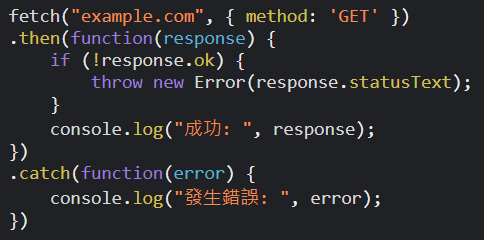 fetch("example.com", { method: 'GET' })
.then(function(response) {
    if (!response.ok) {
        throw new Error(response.statusText);
    }
    console.log("成功: ", response);
})
.catch(function(error) {
    console.log("發生錯誤: ", error);
})